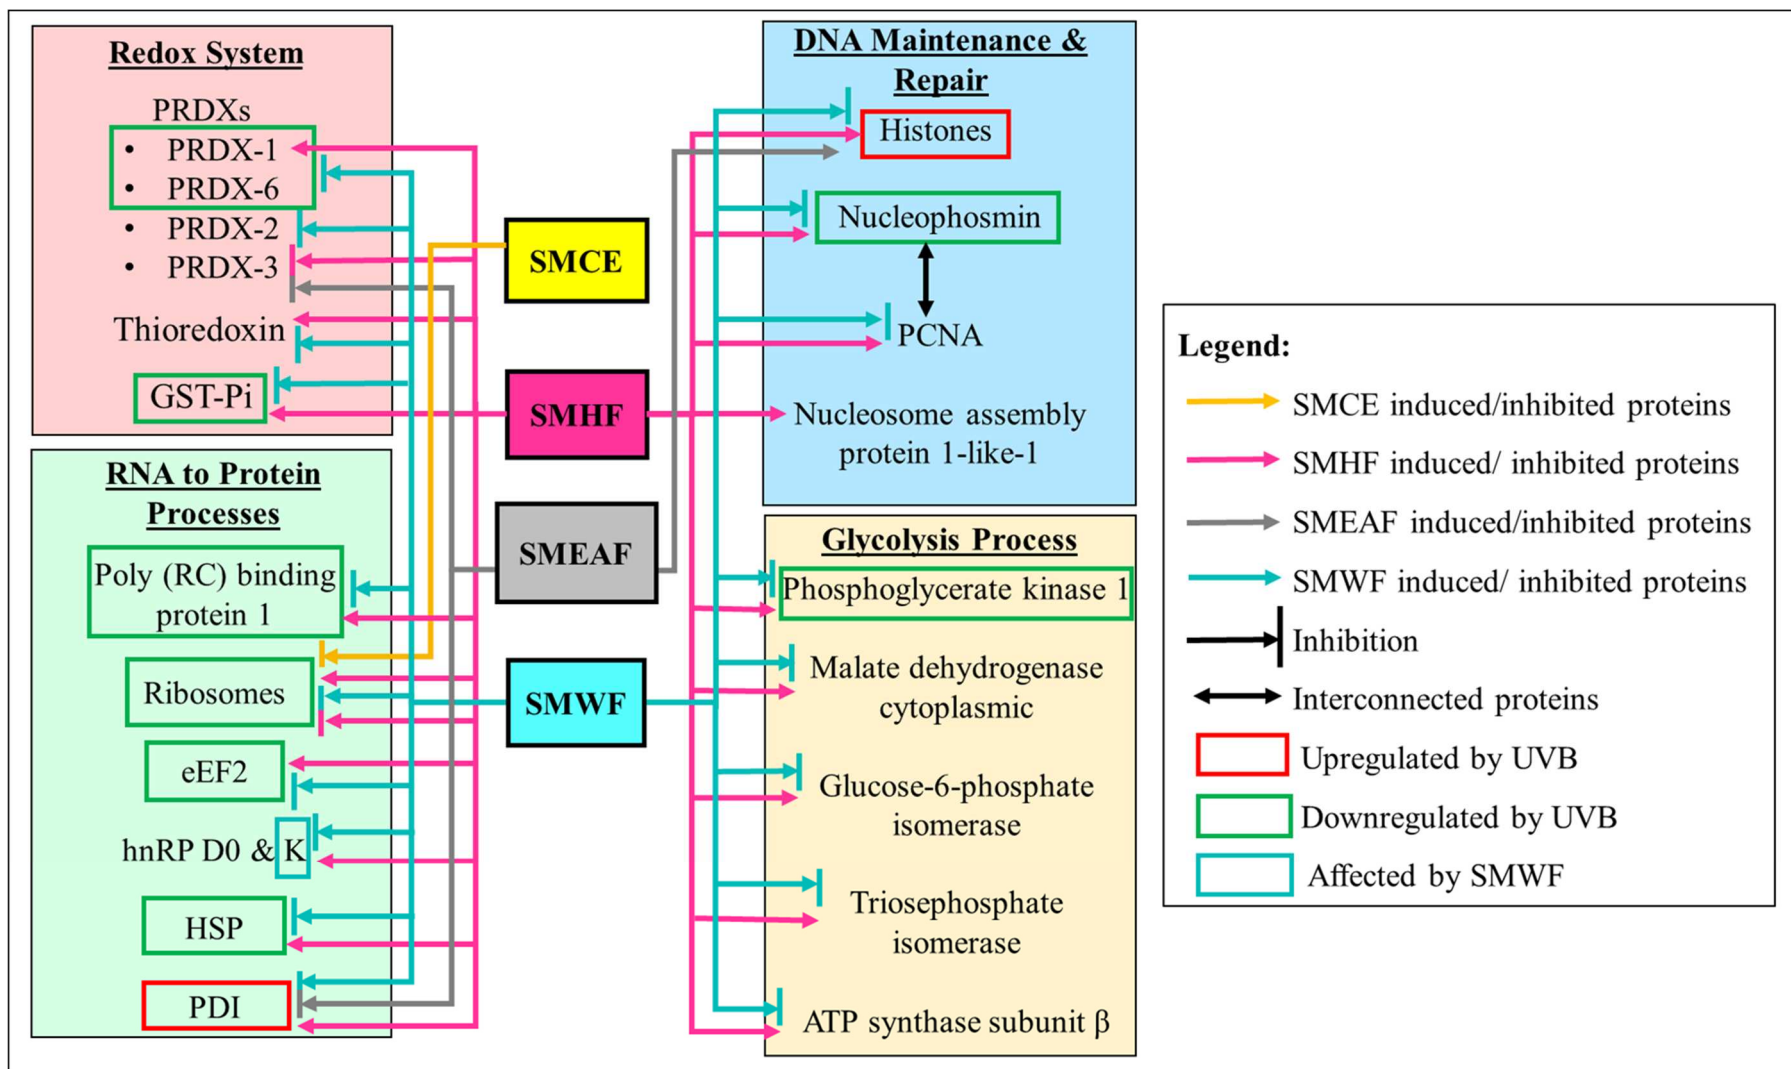 Redox System
PRDXs
• PRDX-1
• PRDX-6
• PRDX-2
• PRDX-3
Thioredoxin
GST-Pi
RNA to Protein
Processes
Poly (RC) binding
protein 1
Ribosomes
eEF2
hnRP D0 & K
HSP
PDI
SMCE
SMHF
SMEAF
SMWF
DNA Maintenance &
Repair
Histones
Nucleophosmin
PCNA
Nucleosome assembly
protein 1-like-1
Glycolysis Process
Phosphoglycerate kinase 1
Malate dehydrogenase
cytoplasmic
Glucose-6-phosphate
isomerase
Triosephosphate
isomerase
ATP synthase subunit β
Legend:
SMCE induced/inhibited proteins
SMHF induced/ inhibited proteins
SMEAF induced/inhibited proteins
SMWF induced/ inhibited proteins
Inhibition
Interconnected proteins
Upregulated by UVB
Downregulated by UVB
Affected by SMWF